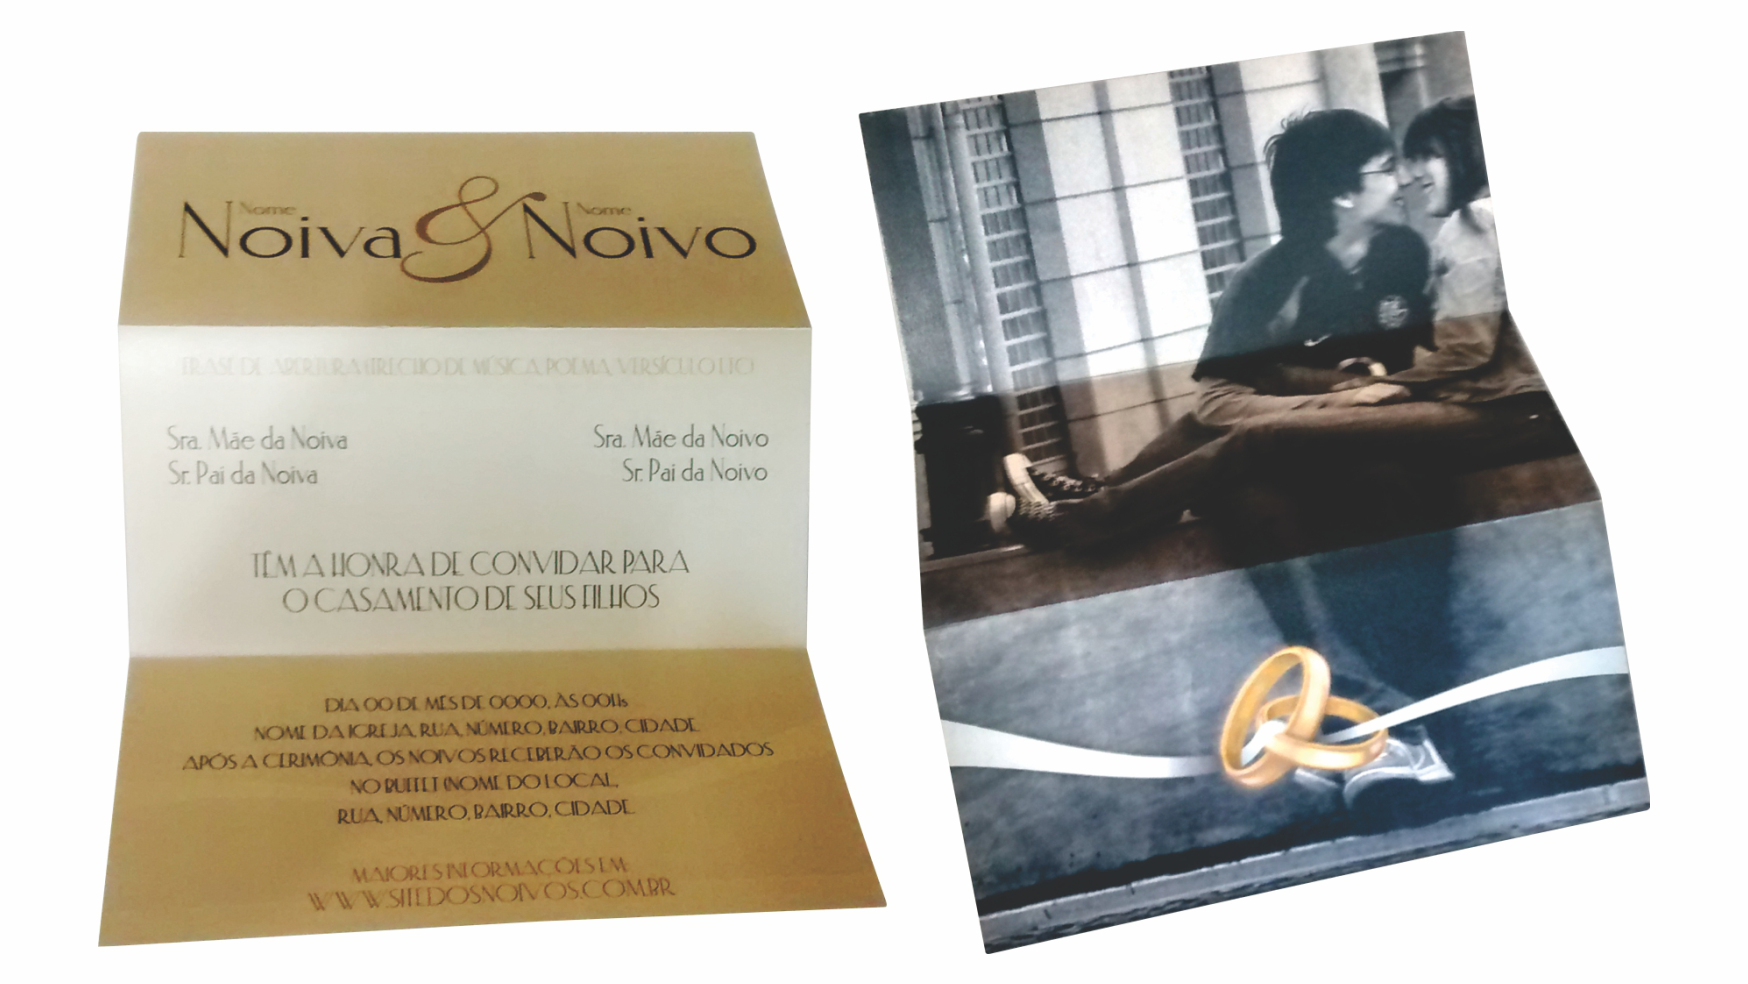 Nome Nome
Noiva & Noivo
FRASE DE ABERTURA (TRECHO DE MÚSICA, POEMA, VERSÍCULO ETC)
Sra. Mãe da Noiva
Sr. Pai da Noiva
Sra. Mãe da Noivo
Sr. Pai da Noivo
TÊM A HONRA DE CONVIDAR PARA
O CASAMENTO DE SEUS FILHOS
DIA 00 DE MÊS DE 0000, ÀS 00Hs
NOME DA IGREJA, RUA, NÚMERO, BAIRRO, CIDADE
APÓS A CERIMÔNIA, OS NOIVOS RECEBERÃO OS CONVIDADOS
NO BUFFET (NOME DO LOCAL,
RUA, NÚMERO, BAIRRO, CIDADE
MAIORES INFORMAÇÕES EM:
WWW.SITEDOSNOIVOS.COM.BR